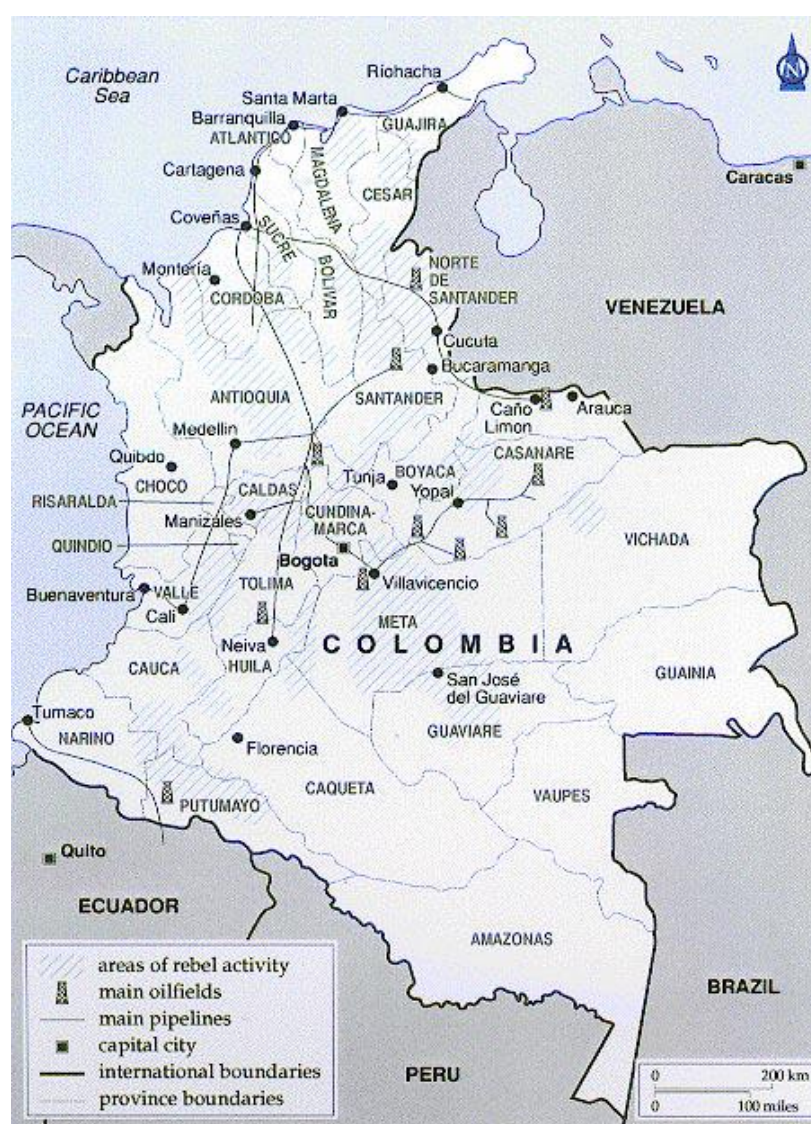 N
Caribbean
Sea
Riohacha
Santa Marta
Barranquilla
ATLANTICO
GUAJIRA
MAGDALENA
Cartagena
CESAR
Caracas
Coveñas
SUCRE
BOLIVAR
Montería
CORDOBA
NORTE
DE
SANTANDER
VENEZUELA
Cucuta
Bucaramanga
ANTIOQUIA
SANTANDER
Caño
Limon
Arauca
PACIFIC
OCEAN
Medellin
Quibdo
CHOCO
Tunja
BOYACA
CASANARE
Yopal
RISARALDA
CALDAS
Manizales
CUNDINA-
MARCA
VICHADA
QUINDIO
Bogota
Buenaventura
VALLE
TOLIMA
Villavicencio
Cali
META
Neiva
HUILA
COLOMBIA
CAUCA
San José
del Guaviare
GUAINIA
Tumaco
NARINO
Florencia
GUAVIARE
CAQUETA
VAUPES
PUTUMAYO
Quito
ECUADOR
AMAZONAS
BRAZIL
PERU
areas of rebel activity
main oilfields
main pipelines
capital city
international boundaries
province boundaries
0 200 km
0 100 miles